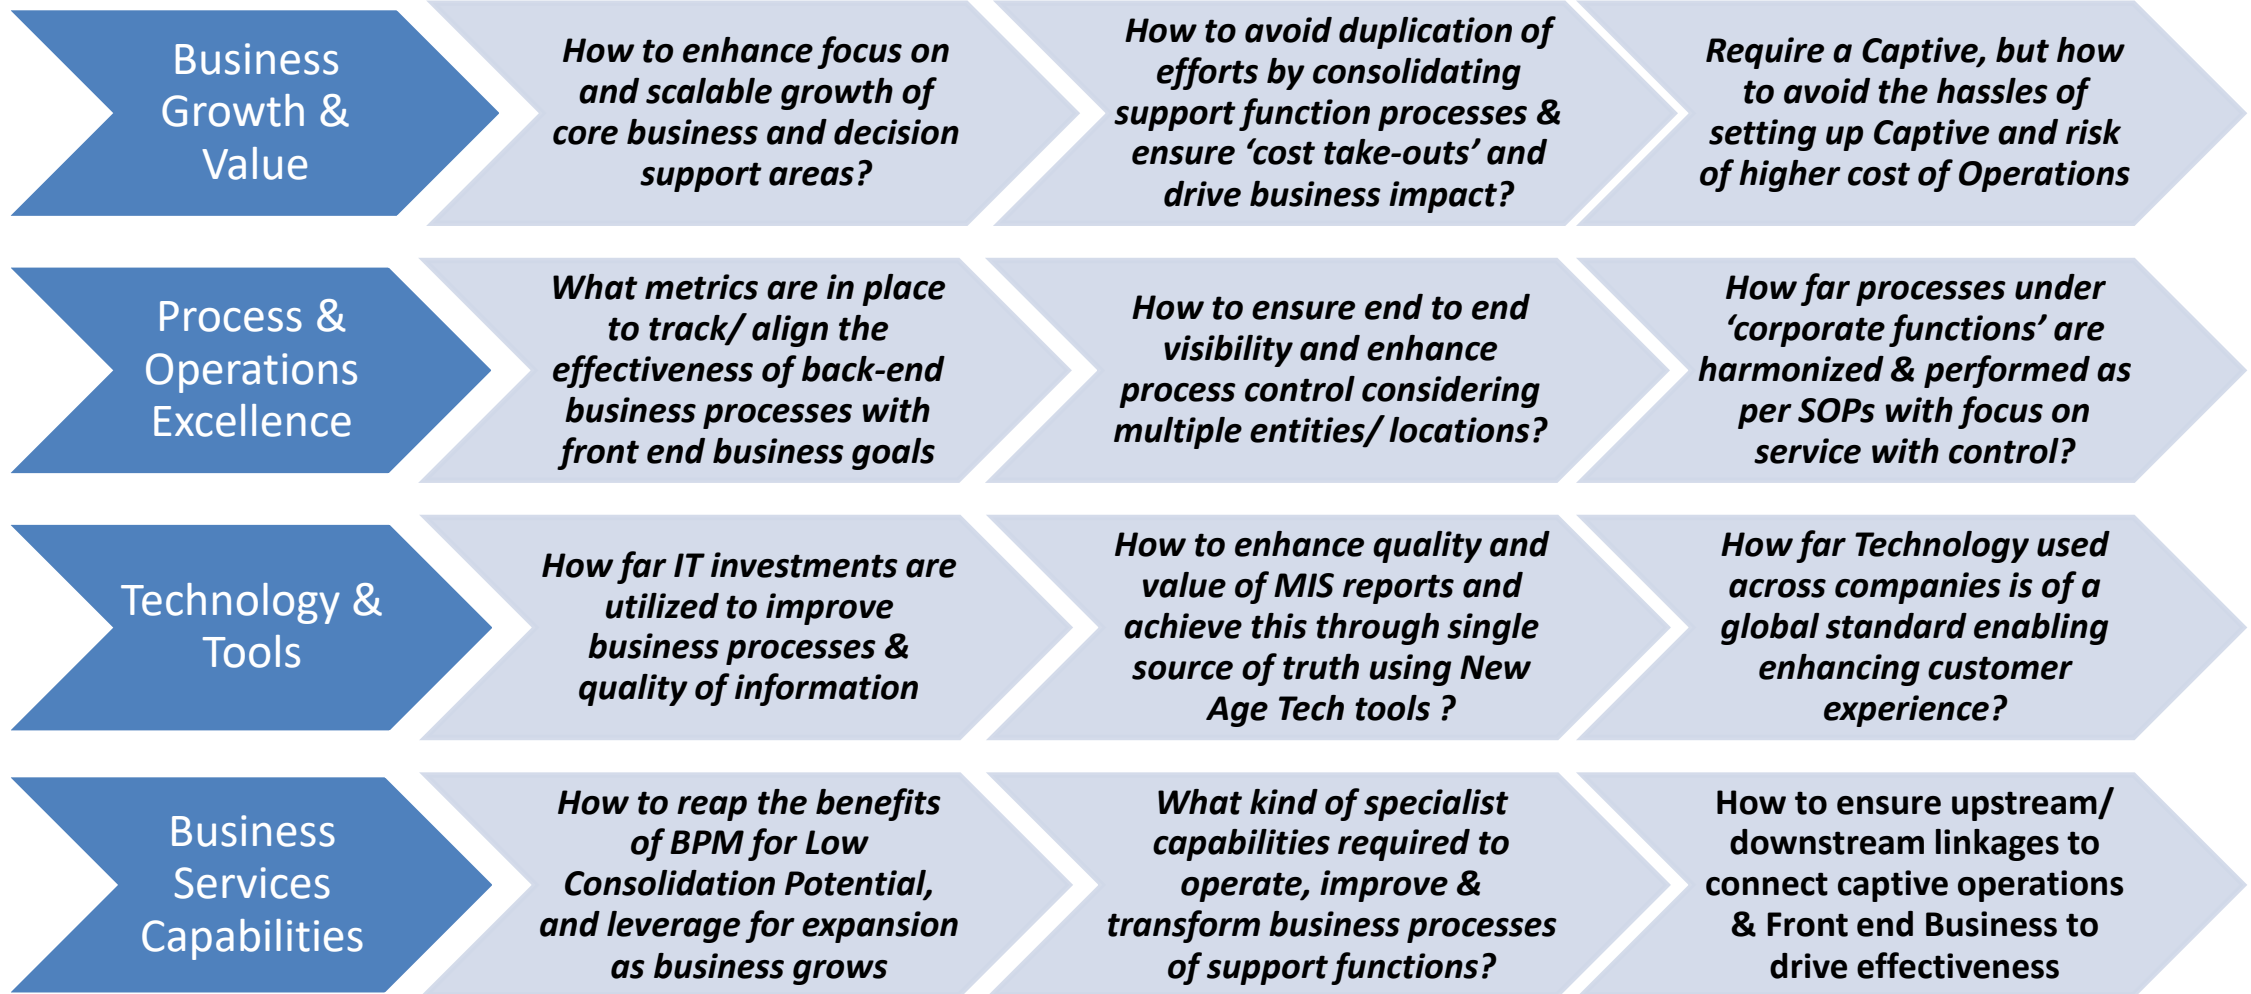 Business
Growth &
Value
How to enhance focus on
and scalable growth of
core business and decision
support areas?
How to avoid duplication of
efforts by consolidating
support function processes &
ensure ‘cost take-outs’ and
drive business impact?
Require a Captive, but how
to avoid the hassles of
setting up Captive and risk
of higher cost of Operations
Process &
Operations
Excellence
What metrics are in place
to track/ align the
effectiveness of back-end
business processes with
front end business goals
How to ensure end to end
visibility and enhance
process control considering
multiple entities/ locations?
How far processes under
‘corporate functions’ are
harmonized & performed as
per SOPs with focus on
service with control?
Technology &
Tools
How far IT investments are
utilized to improve
business processes &
quality of information
How to enhance quality and
value of MIS reports and
achieve this through single
source of truth using New
Age Tech tools ?
How far Technology used
across companies is of a
global standard enabling
enhancing customer
experience?
Business
Services
Capabilities
How to reap the benefits
of BPM for Low
Consolidation Potential,
and leverage for expansion
as business grows
What kind of specialist
capabilities required to
operate, improve &
transform business processes
of support functions?
How to ensure upstream/
downstream linkages to
connect captive operations
& Front end Business to
drive effectiveness